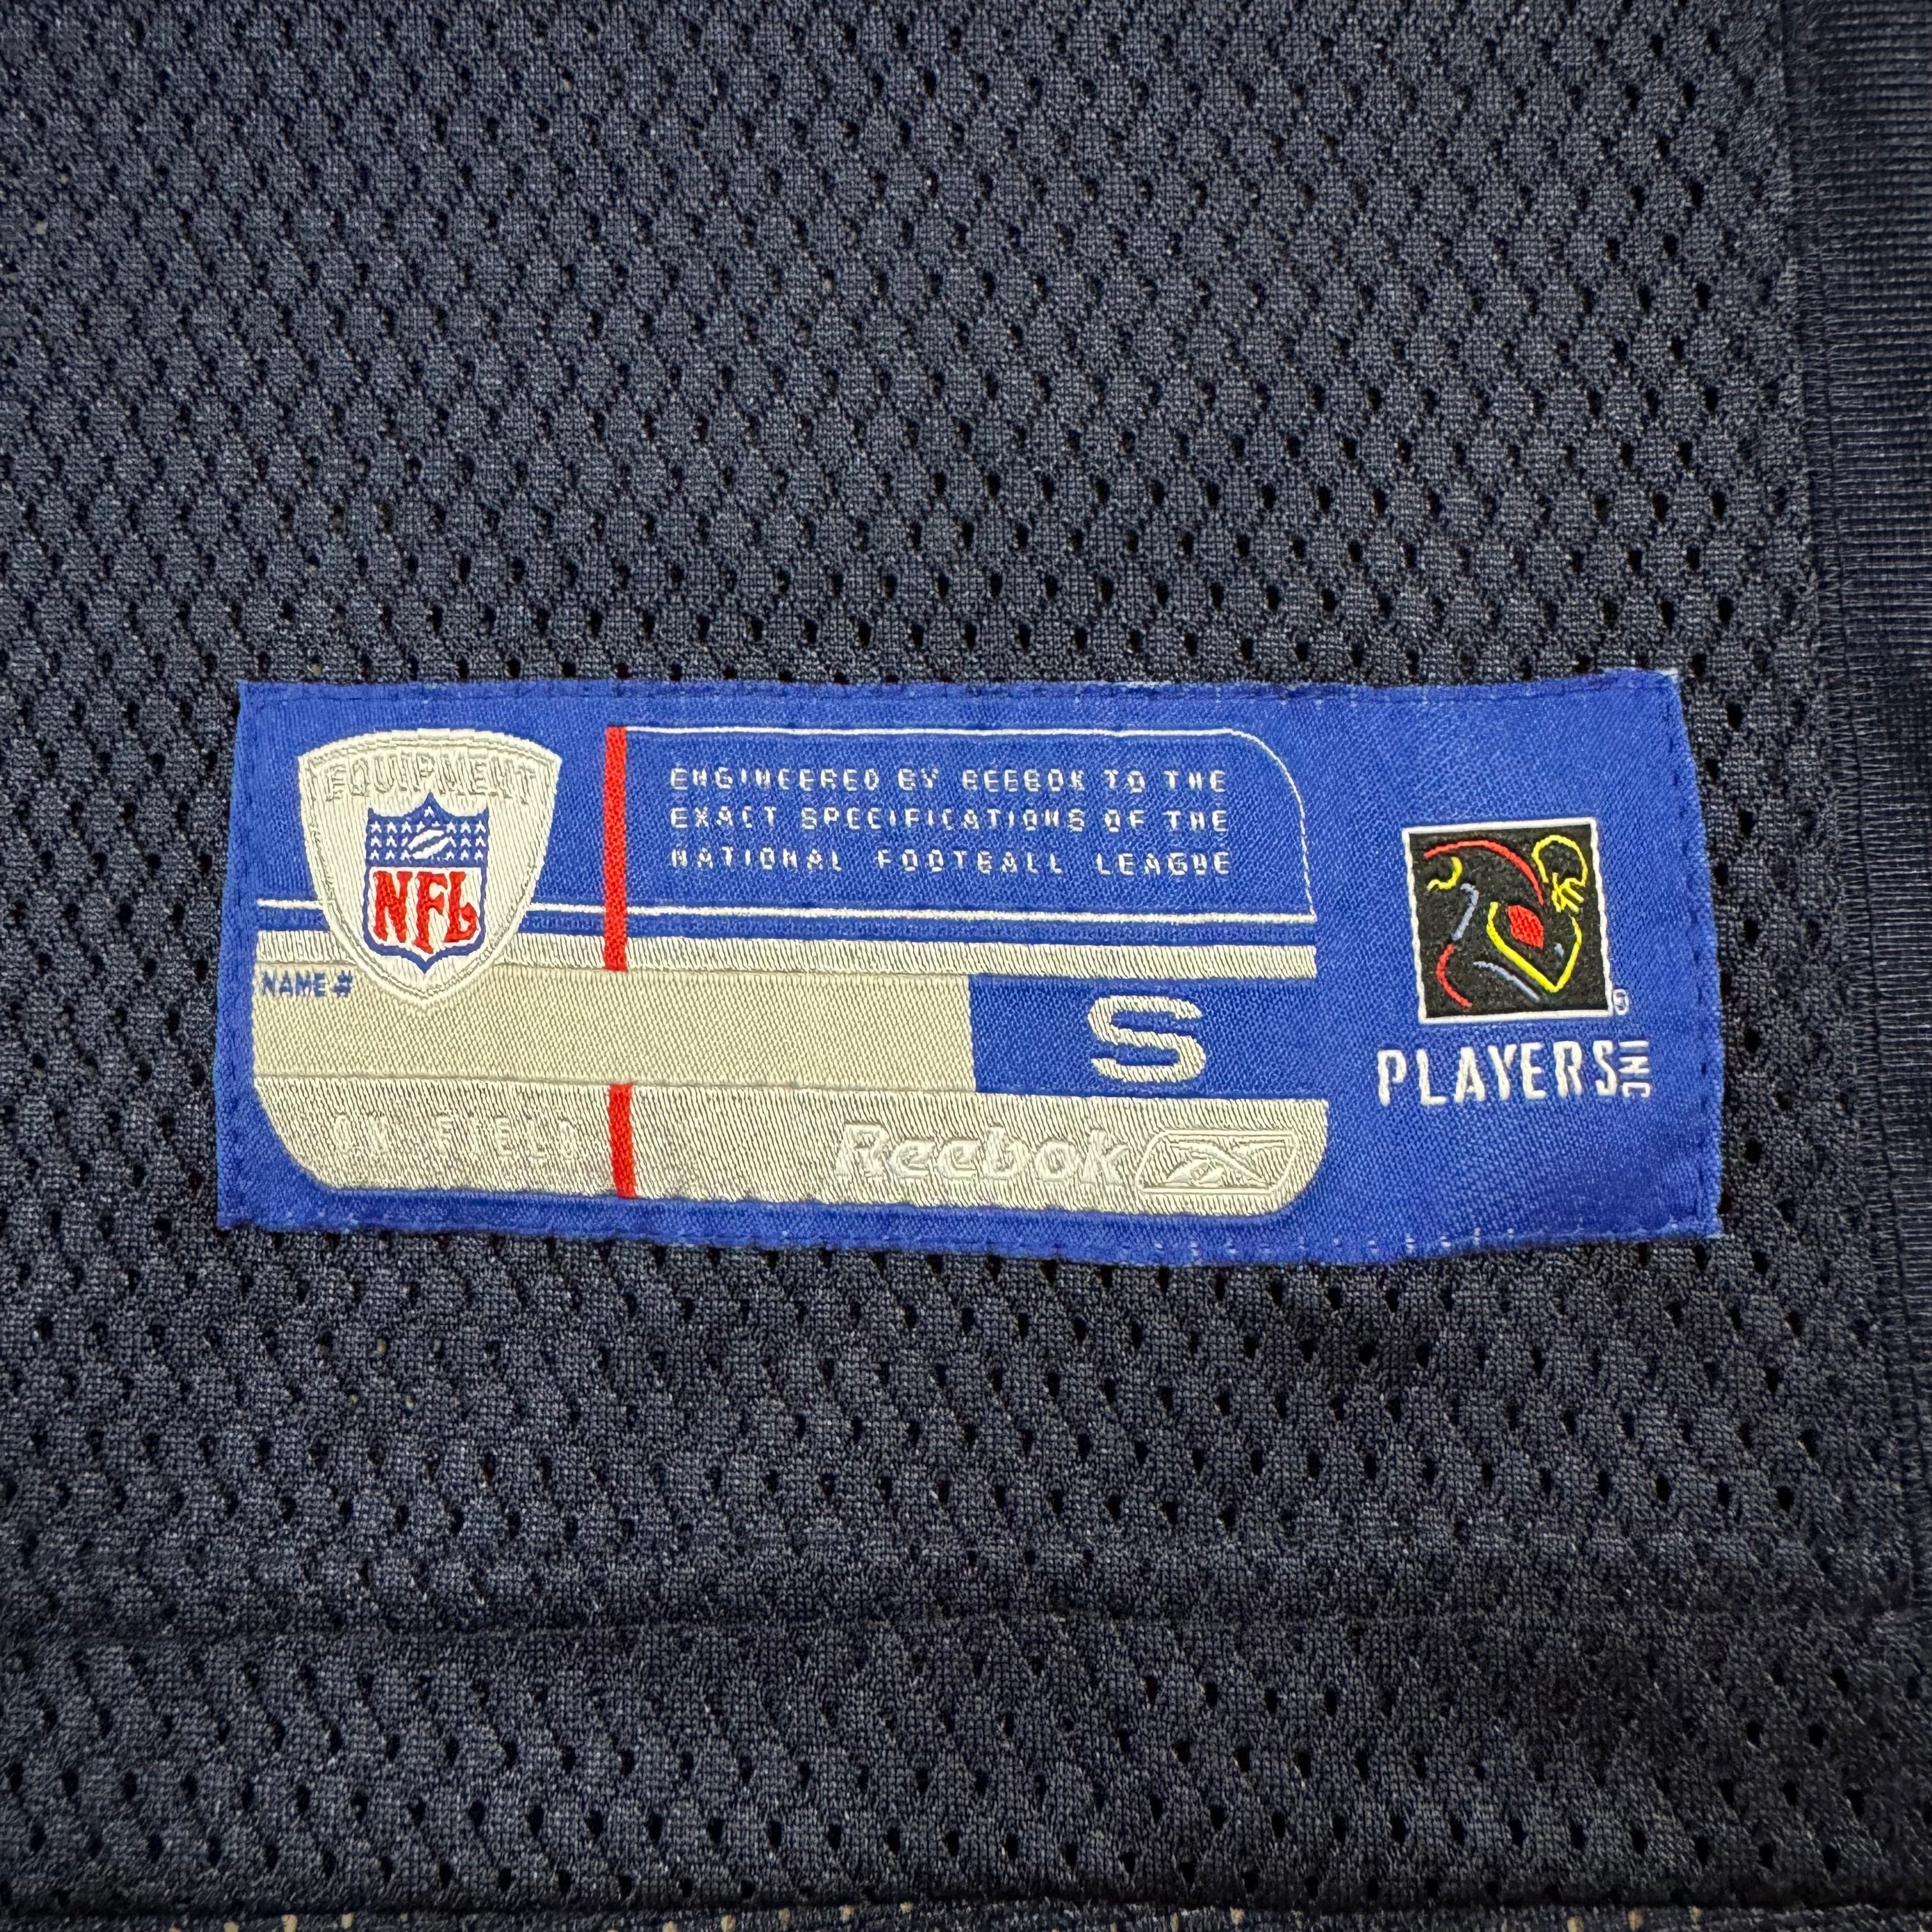 EQUIPMENT
NFL
ENGINEERED BY REEBOK TO THE
EXACT SPECIFICATIONS OF THE
NATIONAL FOOTBALL LEAGUE
NAME #
S
ON FIELD
Reebok
®
PLAYERS INC